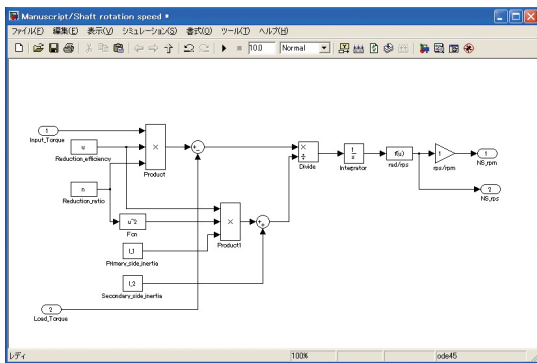 Manuscript/Shaft rotation speed *
ファイル(F) 編集(E) 表示(V) シミュレーション(S) 書式(O) ツール(T) ヘルプ(H)
10.0 Normal
1
Input_Torque
u
Reduction_efficiency
×
Product
n
Reduction_ratio
u^2
Fcn
×
Product1
I_1
Primary_side_inertia
I_2
Secondary_side_inertia
2
Load_Torque
×
÷
Divide
1
s
Integrator
f(u)
rad/rps
1
rps/rpm
1
NS_rpm
2
NS_rps
レディ 100% ode45